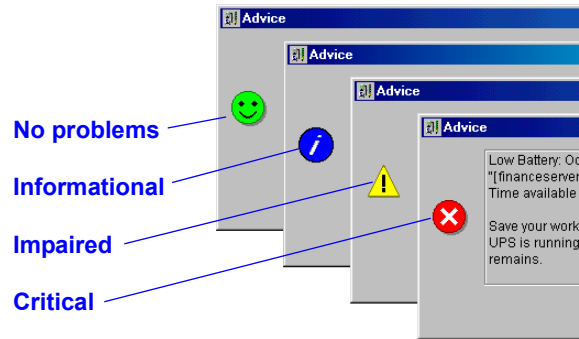 Advice
Advice
Advice
Advice
No problems
Informational
Impaired
Critical
Low Battery: Oc
"[financeserver
Time available
Save your work
UPS is running
remains.